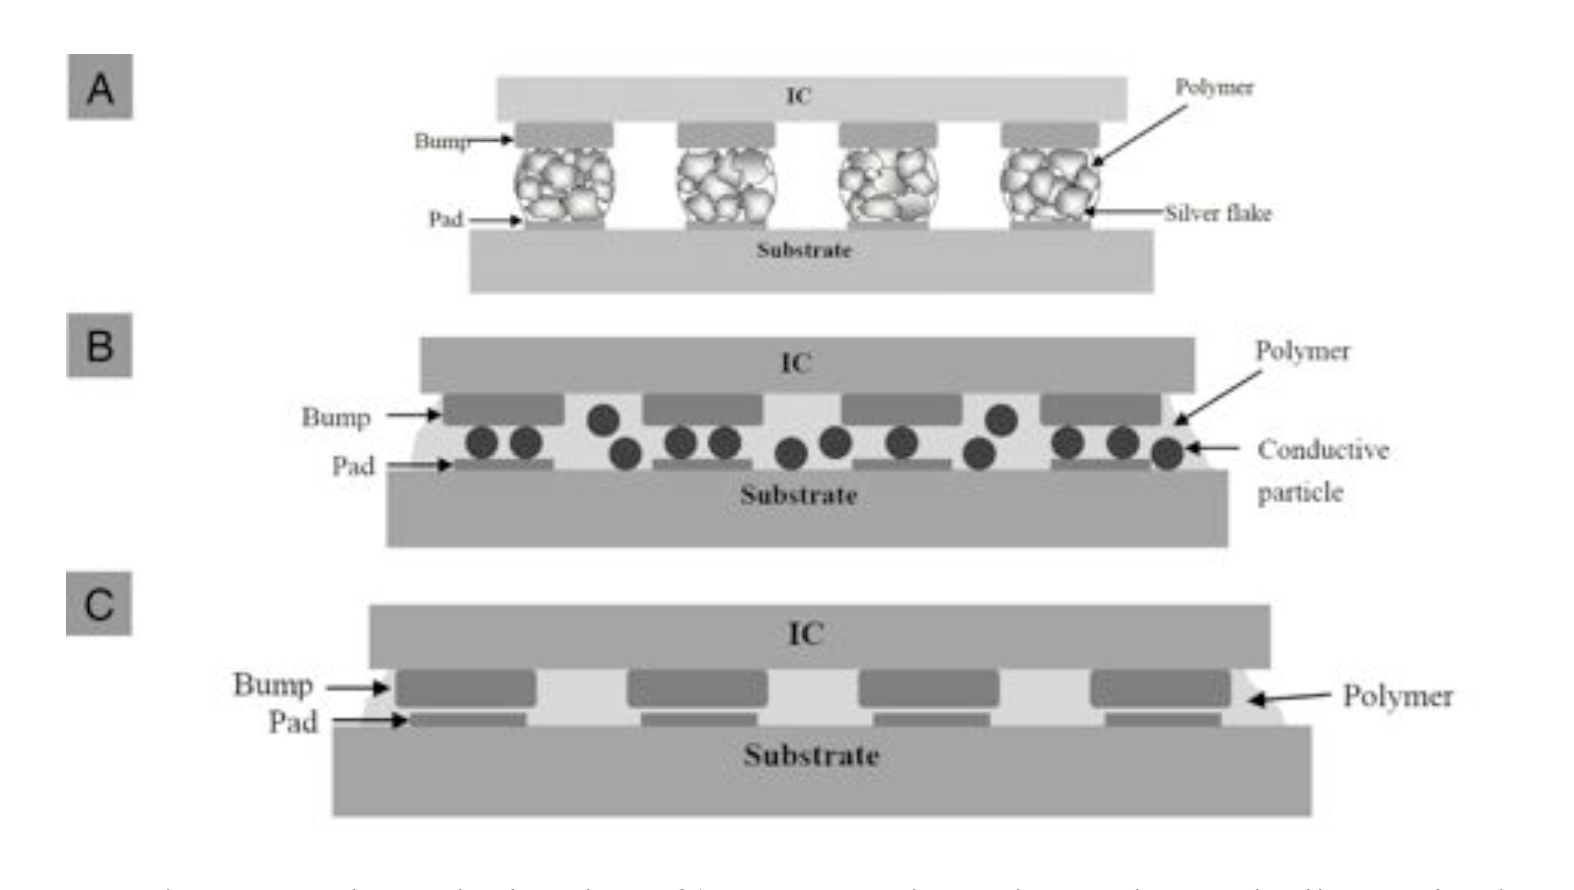 A
IC
Polymer
Bump
Pad
Silver flake
Substrate
B
IC
Polymer
Bump
Pad
Conductive
particle
Substrate
C
IC
Bump
Polymer
Pad
Substrate